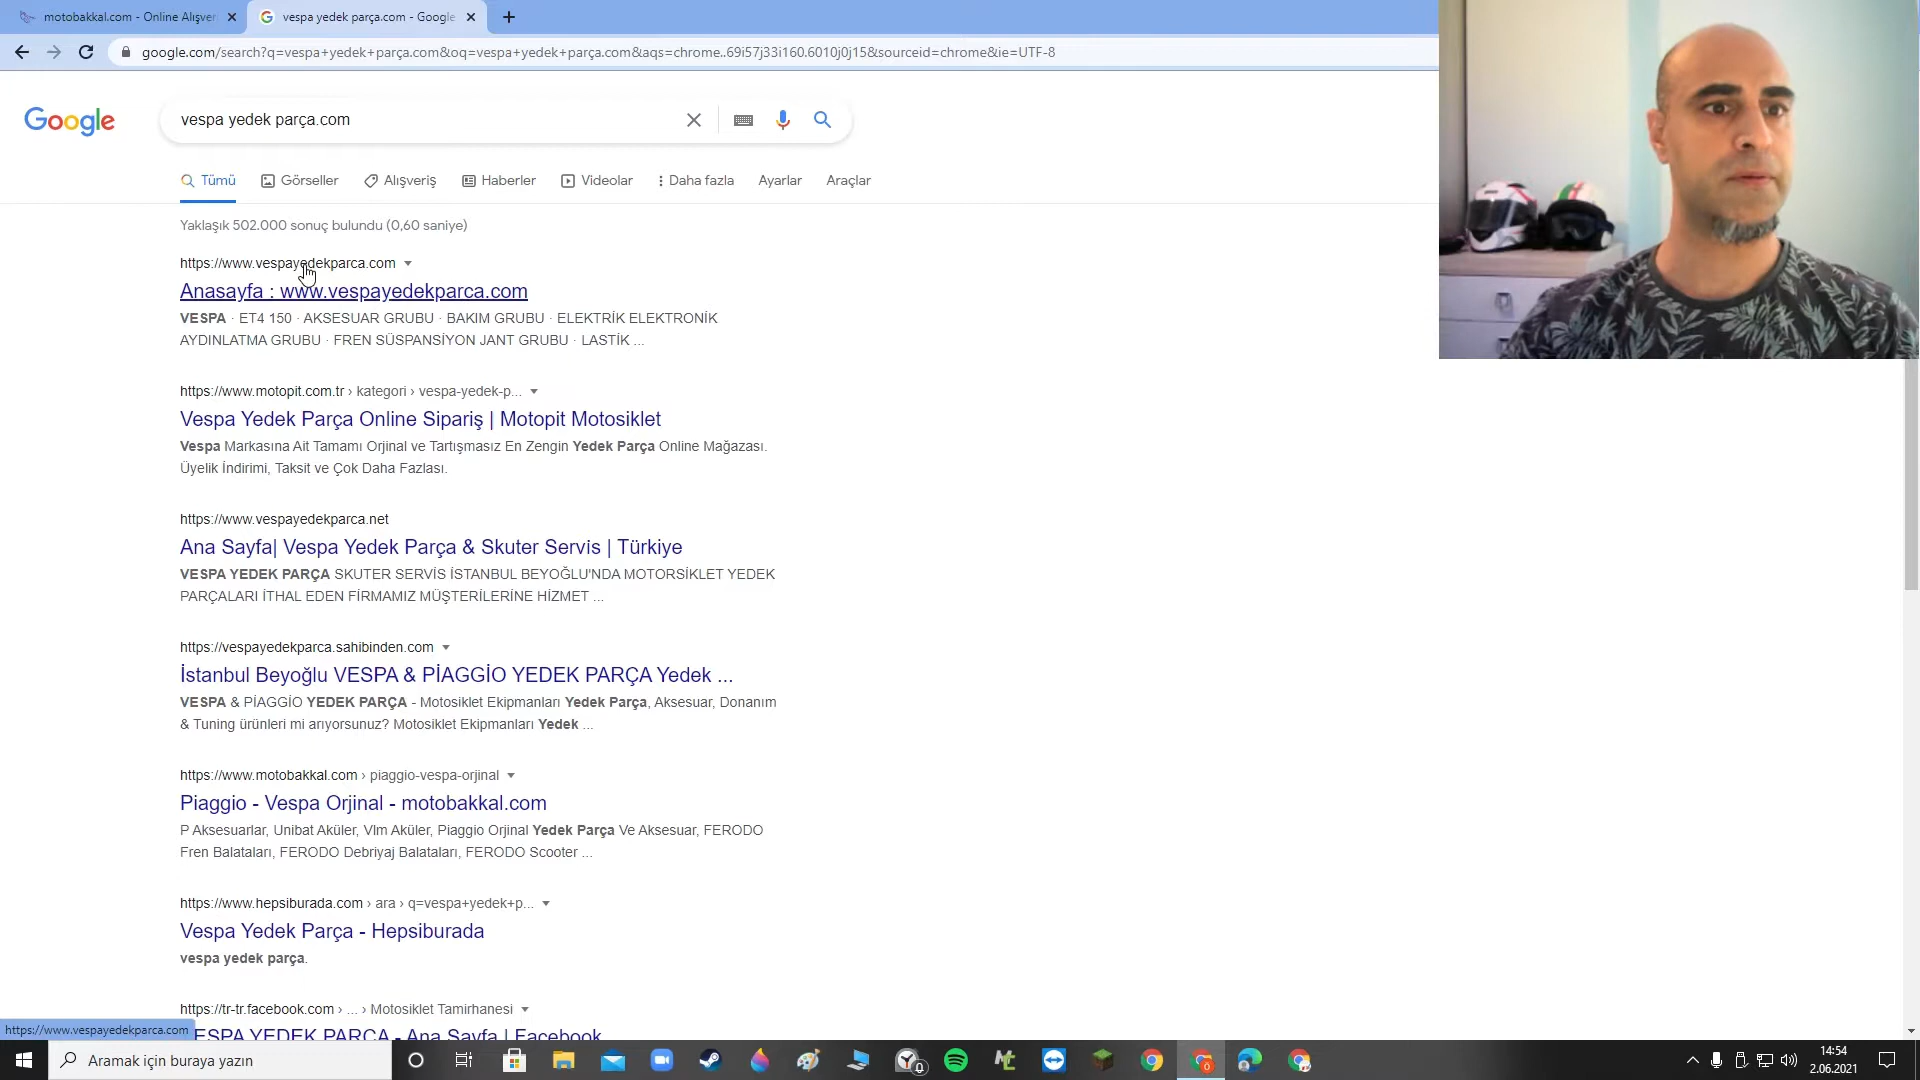 motobakkal.com - Online Alışver
vespa yedek parça.com - Google
google.com/search?q=vespa+yedek+parça.com&oq=vespa+yedek+parça.com&aqs=chrome..69i57j33i160.6010j0j15&sourceid=chrome&ie=UTF-8
Google
vespa yedek parça.com
Tümü Görseller Alışveriş Haberler Videolar Daha fazla Ayarlar Araçlar
Yaklaşık 502.000 sonuç bulundu (0,60 saniye)
https://www.vespayedekparca.com
Anasayfa : www.vespayedekparca.com
VESPA · ET4 150 · AKSESUAR GRUBU · BAKIM GRUBU · ELEKTRİK ELEKTRONİK
AYDINLATMA GRUBU · FREN SÜSPANSİYON JANT GRUBU · LASTİK ...
https://www.motopit.com.tr › kategori › vespa-yedek-p...
Vespa Yedek Parça Online Sipariş | Motopit Motosiklet
Vespa Markasına Ait Tamamı Orjinal ve Tartışmasız En Zengin Yedek Parça Online Mağazası.
Üyelik İndirimi, Taksit ve Çok Daha Fazlası.
https://www.vespayedekparca.net
Ana Sayfa| Vespa Yedek Parça & Skuter Servis | Türkiye
VESPA YEDEK PARÇA SKUTER SERVİS İSTANBUL BEYOĞLU'NDA MOTORSİKLET YEDEK
PARÇALARI İTHAL EDEN FİRMAMIZ MÜŞTERİLERİNE HİZMET ...
https://vespayedekparca.sahibinden.com
İstanbul Beyoğlu VESPA & PİAGGİO YEDEK PARÇA Yedek ...
VESPA & PİAGGİO YEDEK PARÇA - Motosiklet Ekipmanları Yedek Parça, Aksesuar, Donanım
& Tuning ürünleri mi arıyorsunuz? Motosiklet Ekipmanları Yedek ...
https://www.motobakkal.com › piaggio-vespa-orjinal
Piaggio - Vespa Orjinal - motobakkal.com
P Aksesuarlar, Unibat Aküler, Vlm Aküler, Piaggio Orjinal Yedek Parça Ve Aksesuar, FERODO
Fren Balataları, FERODO Debriyaj Balataları, FERODO Scooter ...
https://www.hepsiburada.com › ara › q=vespa+yedek+p...
Vespa Yedek Parça - Hepsiburada
vespa yedek parça.
https://tr-tr.facebook.com › ... › Motosiklet Tamirhanesi
ESPA YEDEK PARÇA - Ana Sayfa | Facebook
https://www.vespayedekparca.com
Aramak için buraya yazın
14:54
2.06.2021